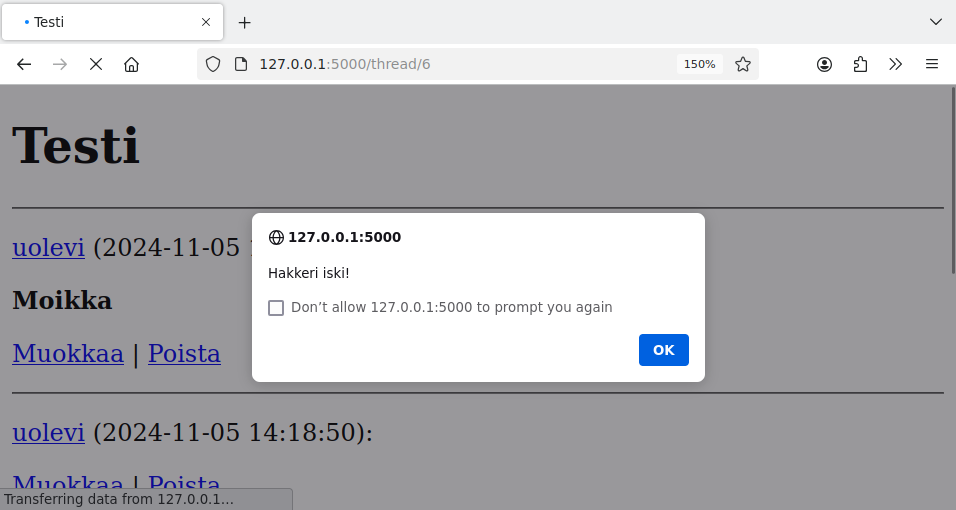 Testi
127.0.0.1:5000/thread/6
150%
Testi
uolevi (2024-11-05
127.0.0.1:5000
Hakkeri iski!
Moikka
Don’t allow 127.0.0.1:5000 to prompt you again
Muokkaa | Poista
OK
uolevi (2024-11-05 14:18:50):
Muokkaa | Poista
Transferring data from 127.0.0.1…